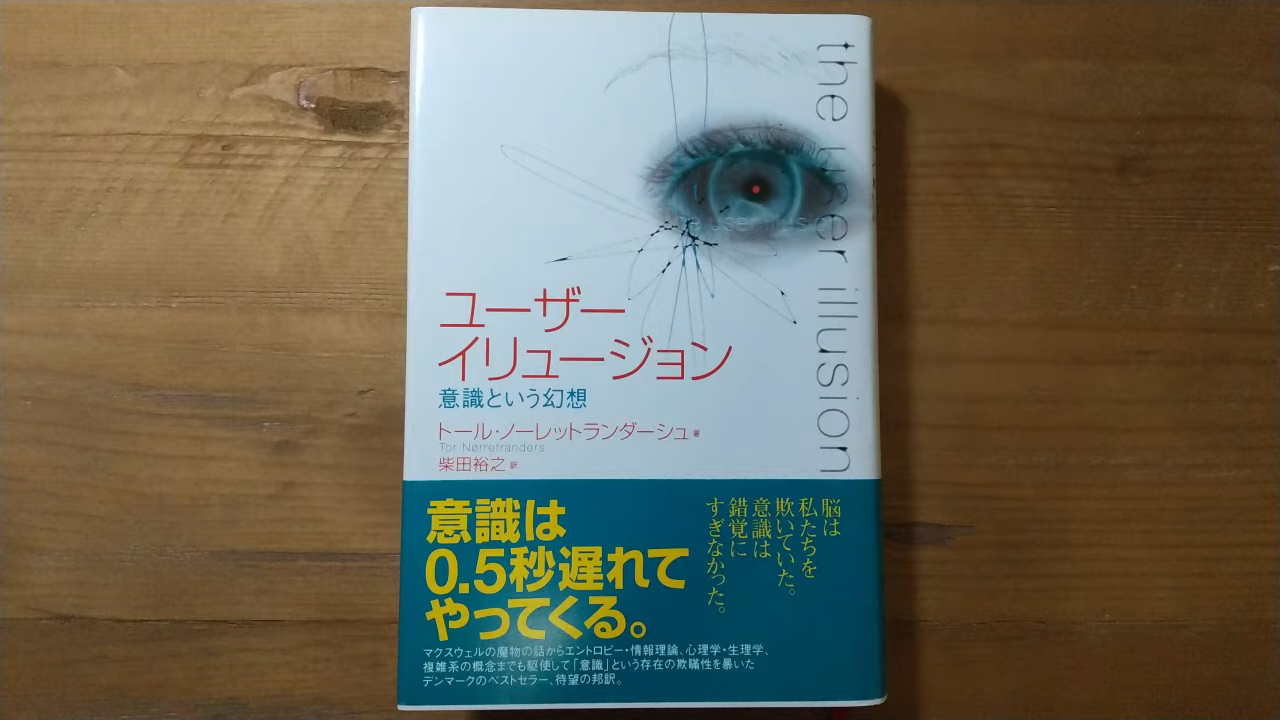 the user illusion
ユーザー
イリュージョン
意識という幻想
トール・ノーレットランダーシュ 著
Tor Nørretranders
柴田裕之 訳
脳は
私たちを
欺いていた。
意識は
錯覚に
すぎなかった。
意識は
0.5秒遅れて
やってくる。
マクスウェルの魔物の話からエントロピー・情報理論、心理学・生理学、
複雑系の概念までも駆使して「意識」という存在の欺瞞性を暴いた
デンマークのベストセラー、待望の邦訳。